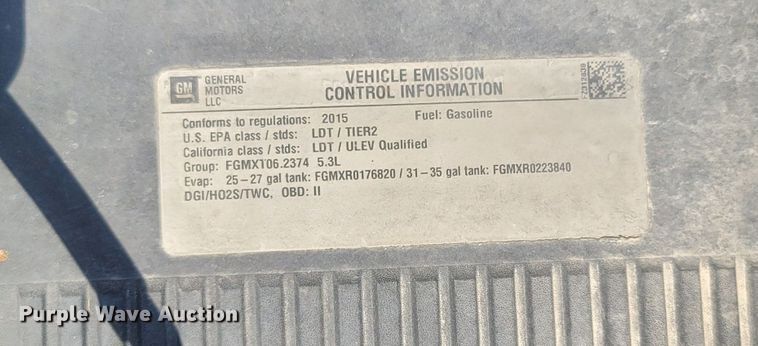 GM GENERAL MOTORS LLC
VEHICLE EMISSION
CONTROL INFORMATION
Conforms to regulations: 2015 Fuel: Gasoline
U.S. EPA class / stds: LDT / TIER2
California class / stds: LDT / ULEV Qualified
Group: FGMXT06.2374 5.3L
Evap: 25-27 gal tank: FGMXR0176820 / 31-35 gal tank: FGMXR0223840
DGI/HO2S/TWC, OBD: II
Purple Wave Auction